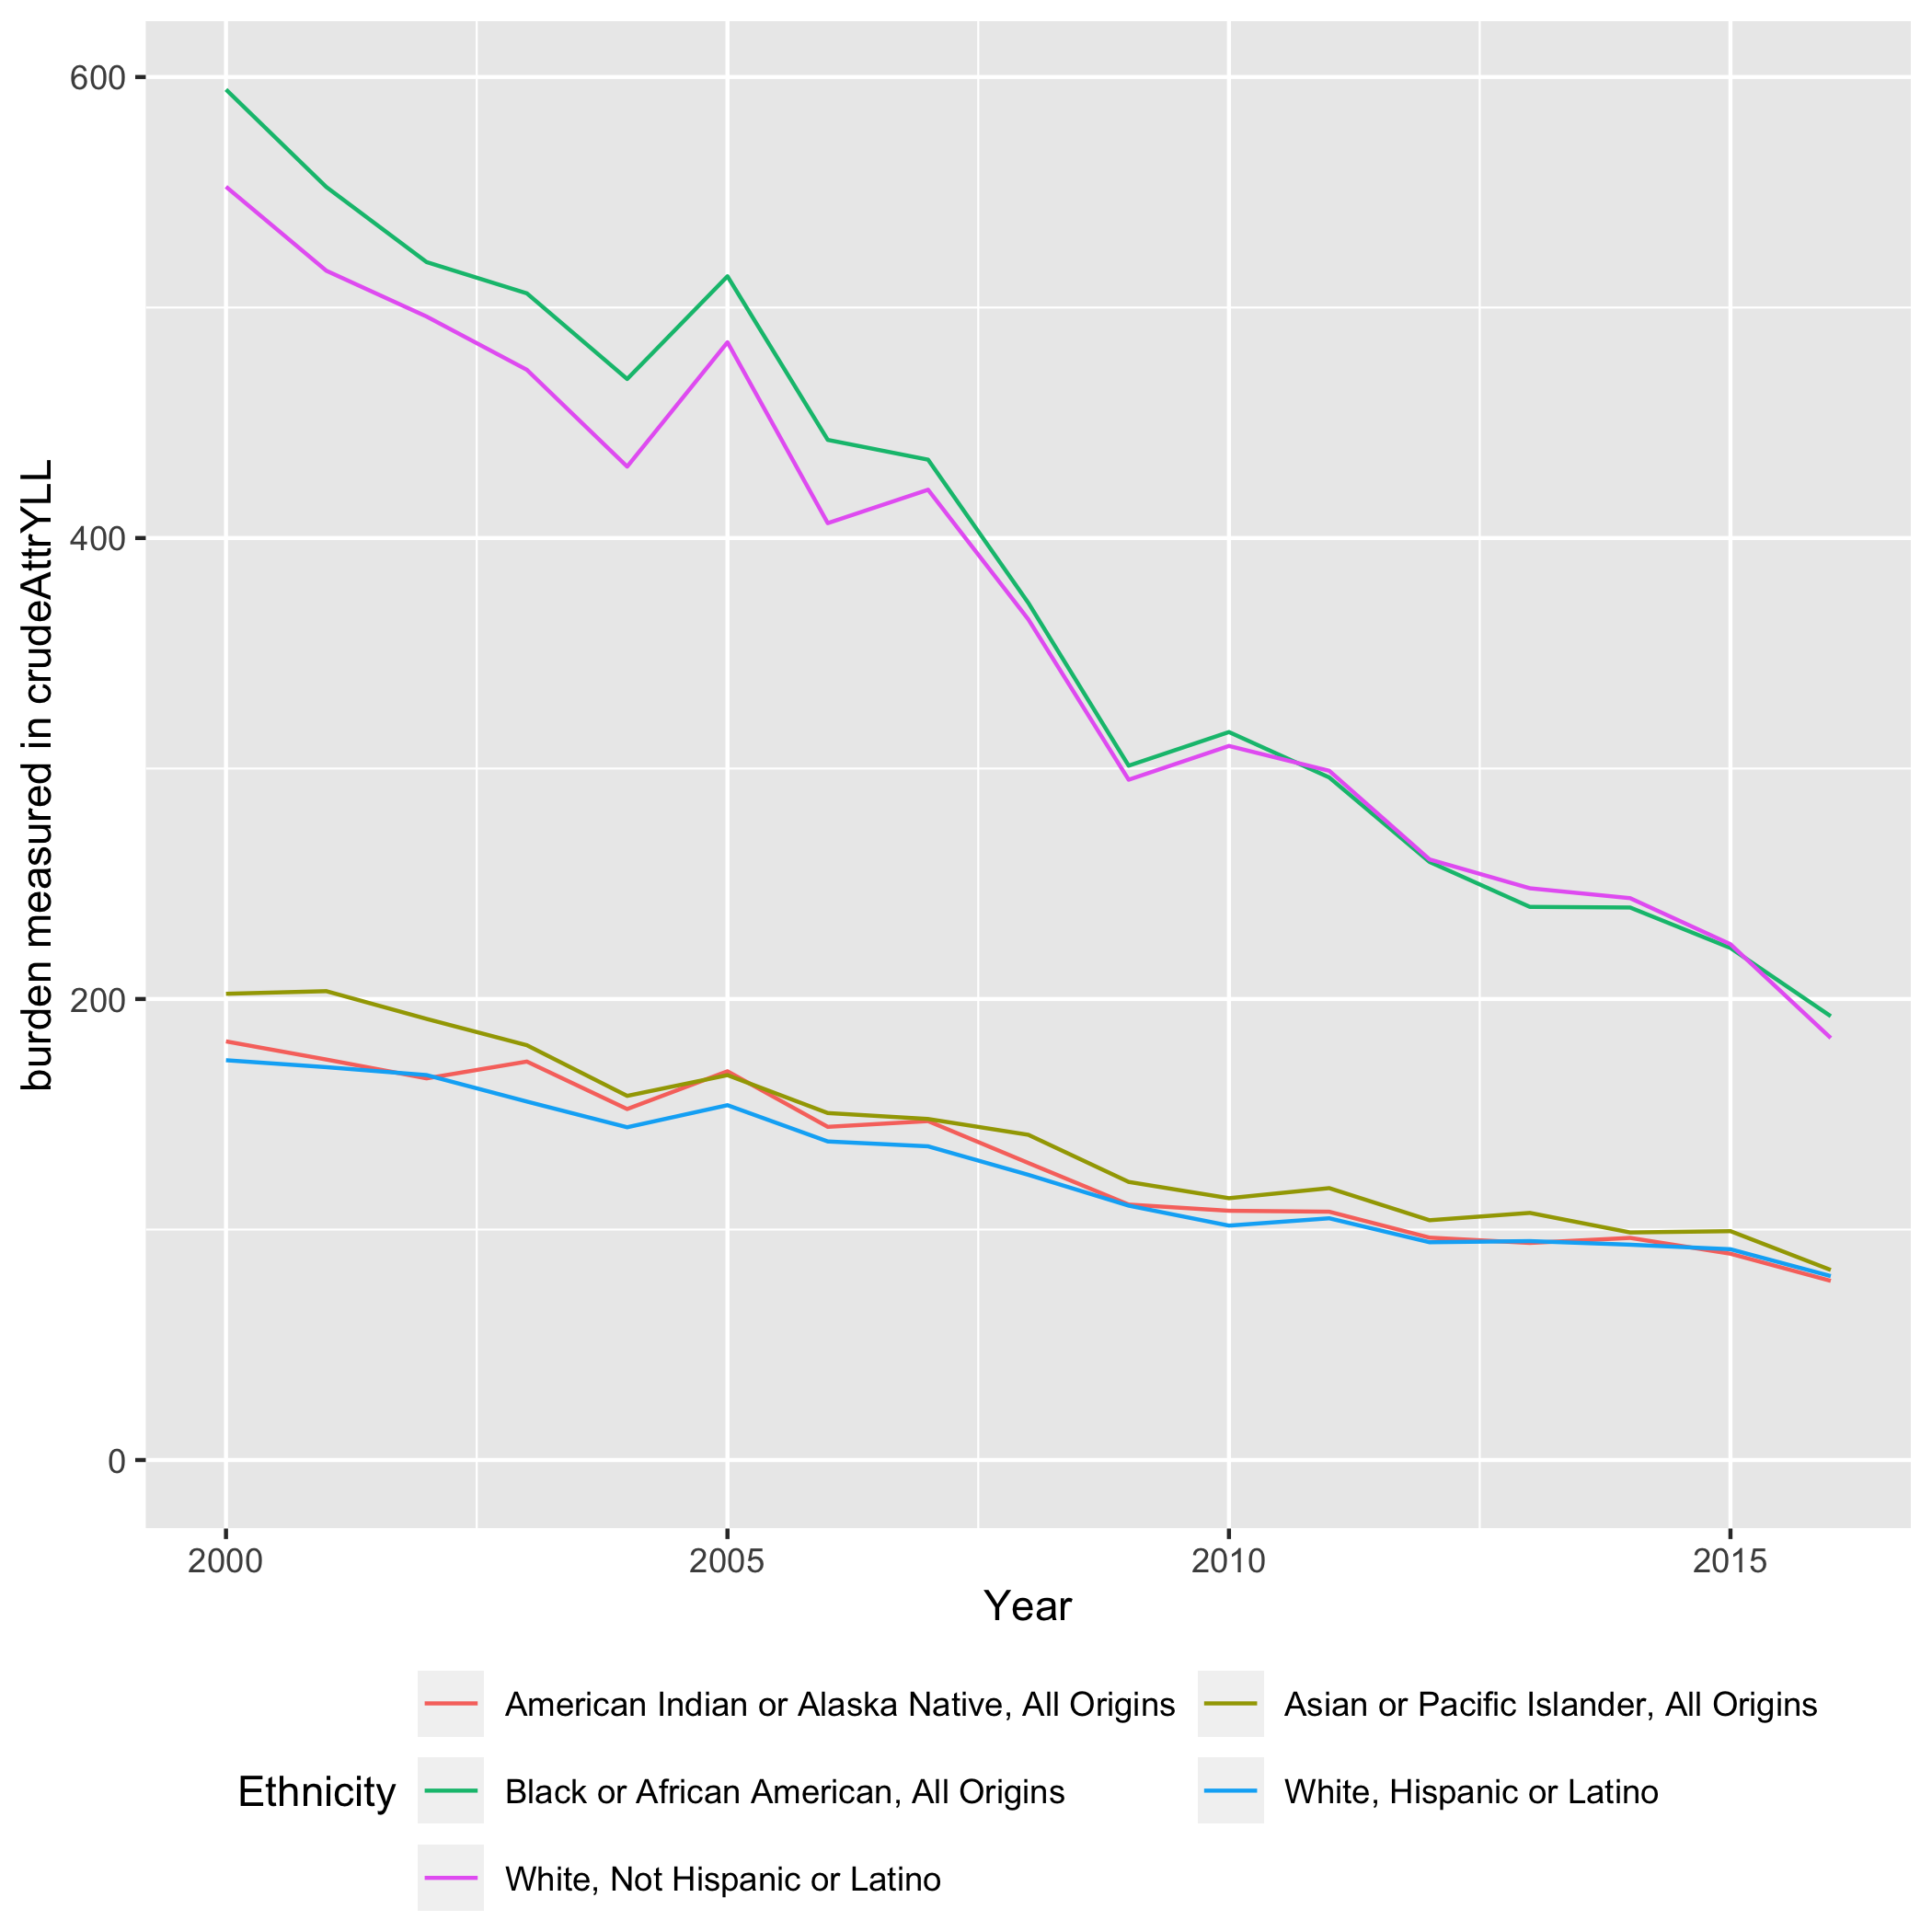 600
400
200
0
burden measured in crudeAttrYLL
2000 2005 2010 2015
Year
Ethnicity
American Indian or Alaska Native, All Origins
Asian or Pacific Islander, All Origins
Black or African American, All Origins
White, Hispanic or Latino
White, Not Hispanic or Latino